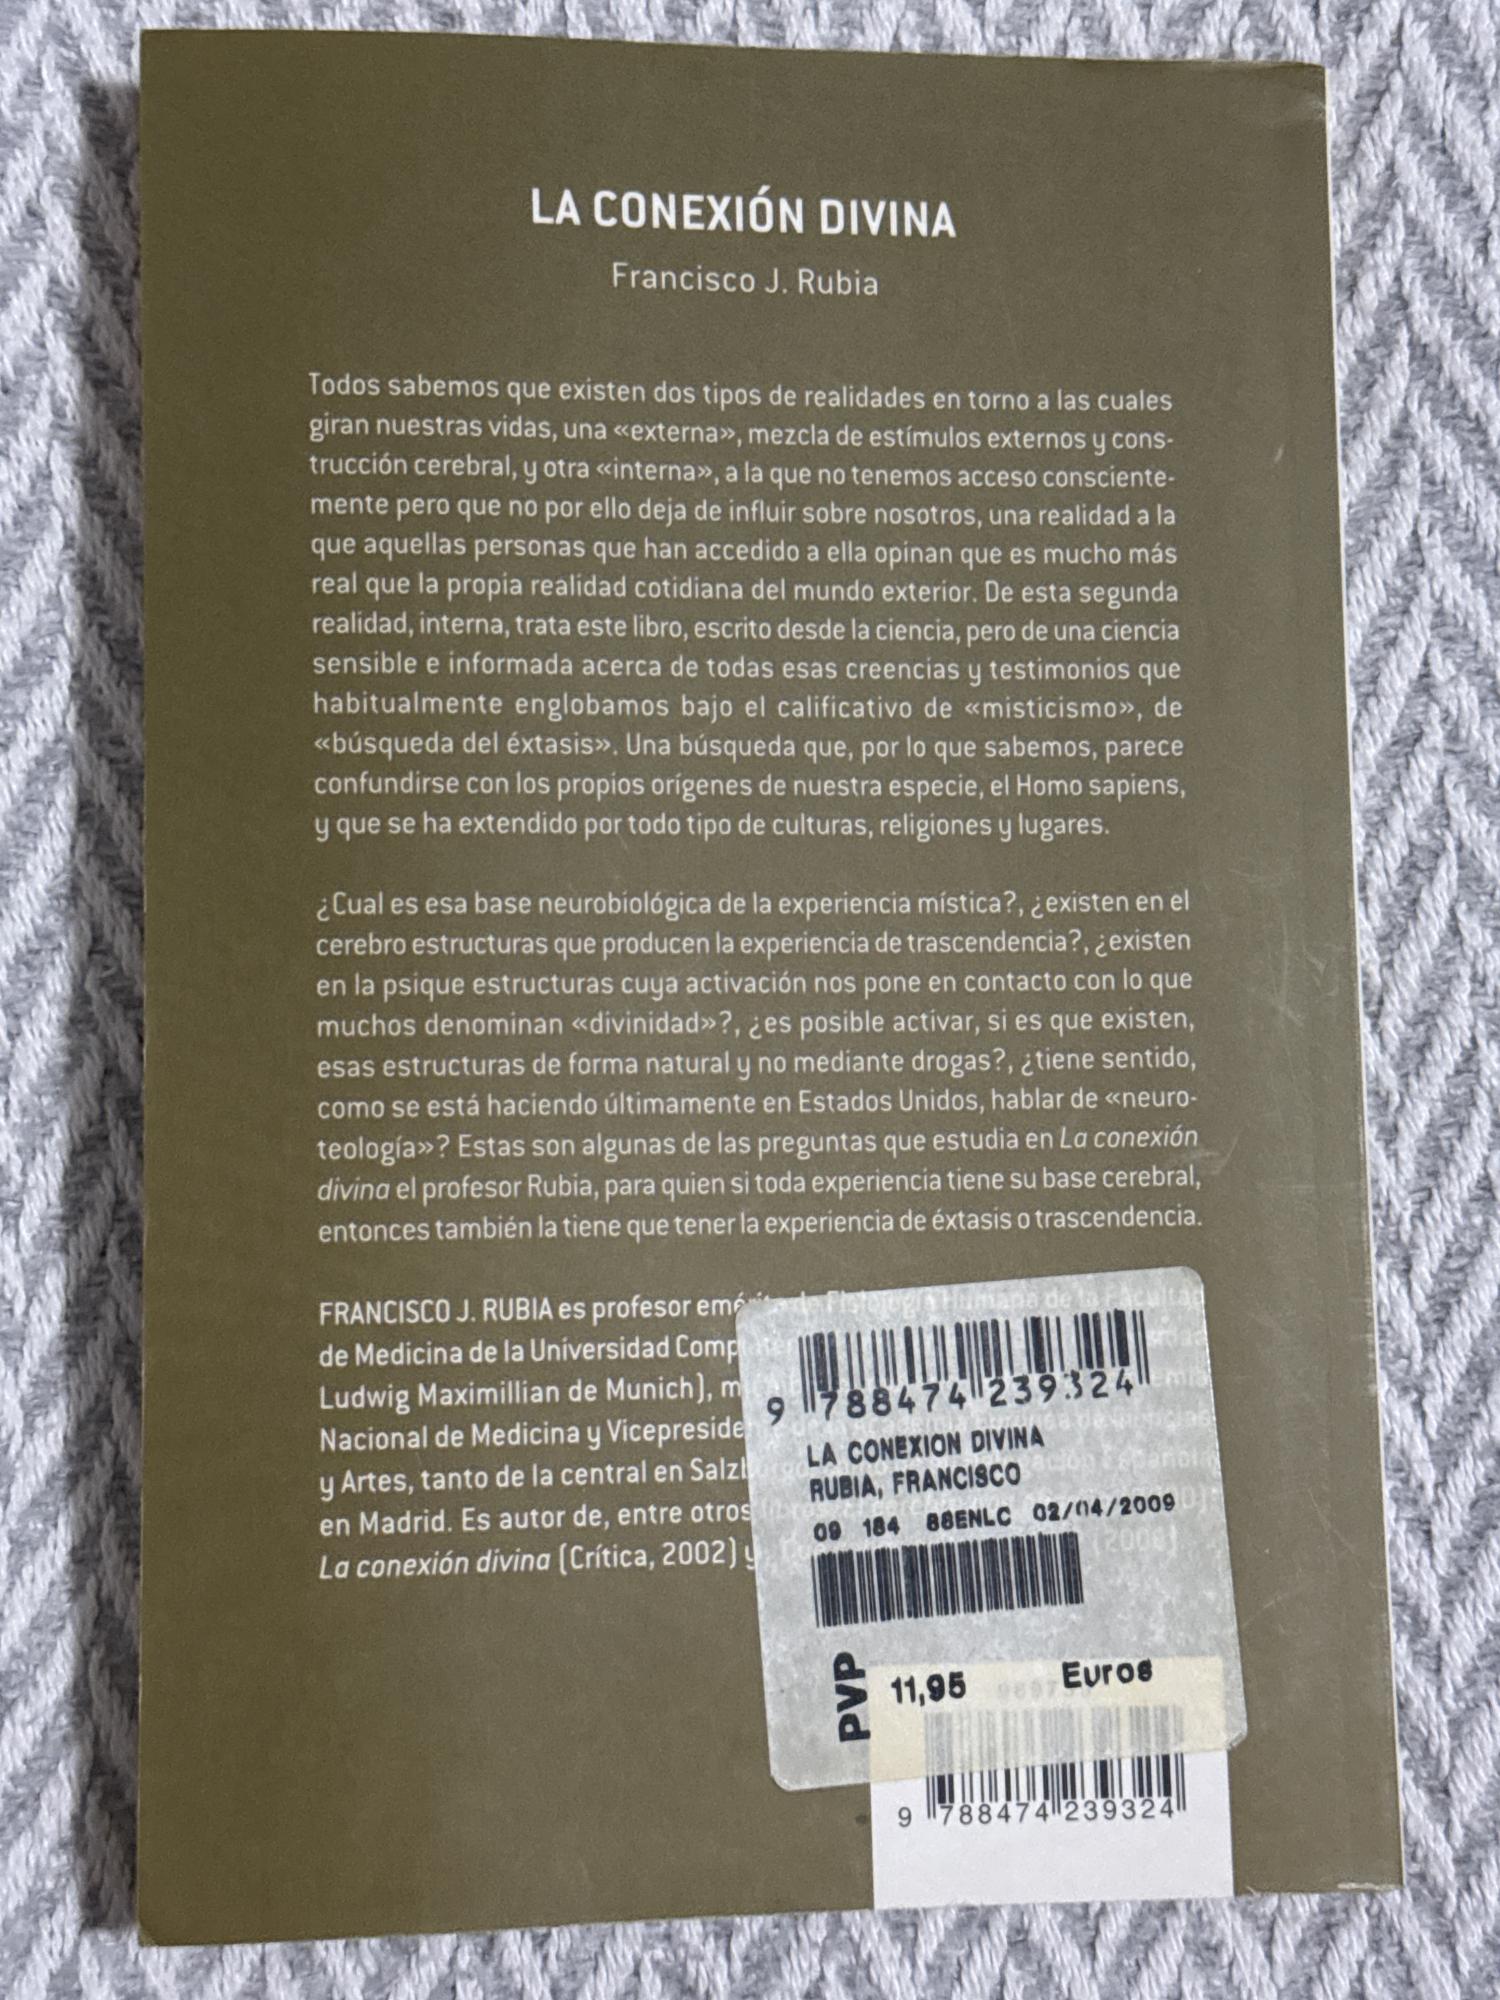 LA CONEXIÓN DIVINA
Francisco J. Rubia
Todos sabemos que existen dos tipos de realidades en torno a las cuales
giran nuestras vidas, una «externa», mezcla de estímulos externos y cons-
trucción cerebral, y otra «interna», a la que no tenemos acceso consciente-
mente pero que no por ello deja de influir sobre nosotros, una realidad a la
que aquellas personas que han accedido a ella opinan que es mucho más
real que la propia realidad cotidiana del mundo exterior. De esta segunda
realidad, interna, trata este libro, escrito desde la ciencia, pero de una ciencia
sensible e informada acerca de todas esas creencias y testimonios que
habitualmente englobamos bajo el calificativo de «misticismo», de
«búsqueda del éxtasis». Una búsqueda que, por lo que sabemos, parece
confundirse con los propios orígenes de nuestra especie, el Homo sapiens,
y que se ha extendido por todo tipo de culturas, religiones y lugares.
¿Cual es esa base neurobiológica de la experiencia mística?, ¿existen en el
cerebro estructuras que producen la experiencia de trascendencia?, ¿existen
en la psique estructuras cuya activación nos pone en contacto con lo que
muchos denominan «divinidad»?, ¿es posible activar, si es que existen,
esas estructuras de forma natural y no mediante drogas?, ¿tiene sentido,
como se está haciendo últimamente en Estados Unidos, hablar de «neuro-
teología»? Estas son algunas de las preguntas que estudia en La conexión
divina el profesor Rubia, para quien si toda experiencia tiene su base cerebral,
entonces también la tiene que tener la experiencia de éxtasis o trascendencia.
FRANCISCO J. RUBIA es profesor emérito de Fisiología Humana de la Facultad
de Medicina de la Universidad
Ludwig Maximillian de Munich),
Nacional de Medicina y
y Artes, tanto de la central en
en Madrid. Es autor de, entre otros
La conexión divina (Crítica, 2002) y
9 788474 239324
LA CONEXION DIVINA
RUBIA, FRANCISCO
09 184 88ENLC 02/04/2009
PVP 11,95 Euros
9 788474 239324